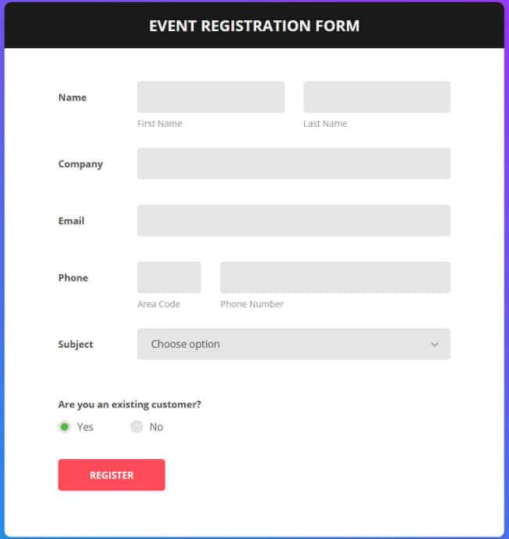 EVENT REGISTRATION FORM
Name
First Name Last Name
Company
Email
Phone
Area Code Phone Number
Subject Choose option
Are you an existing customer?
Yes No
REGISTER